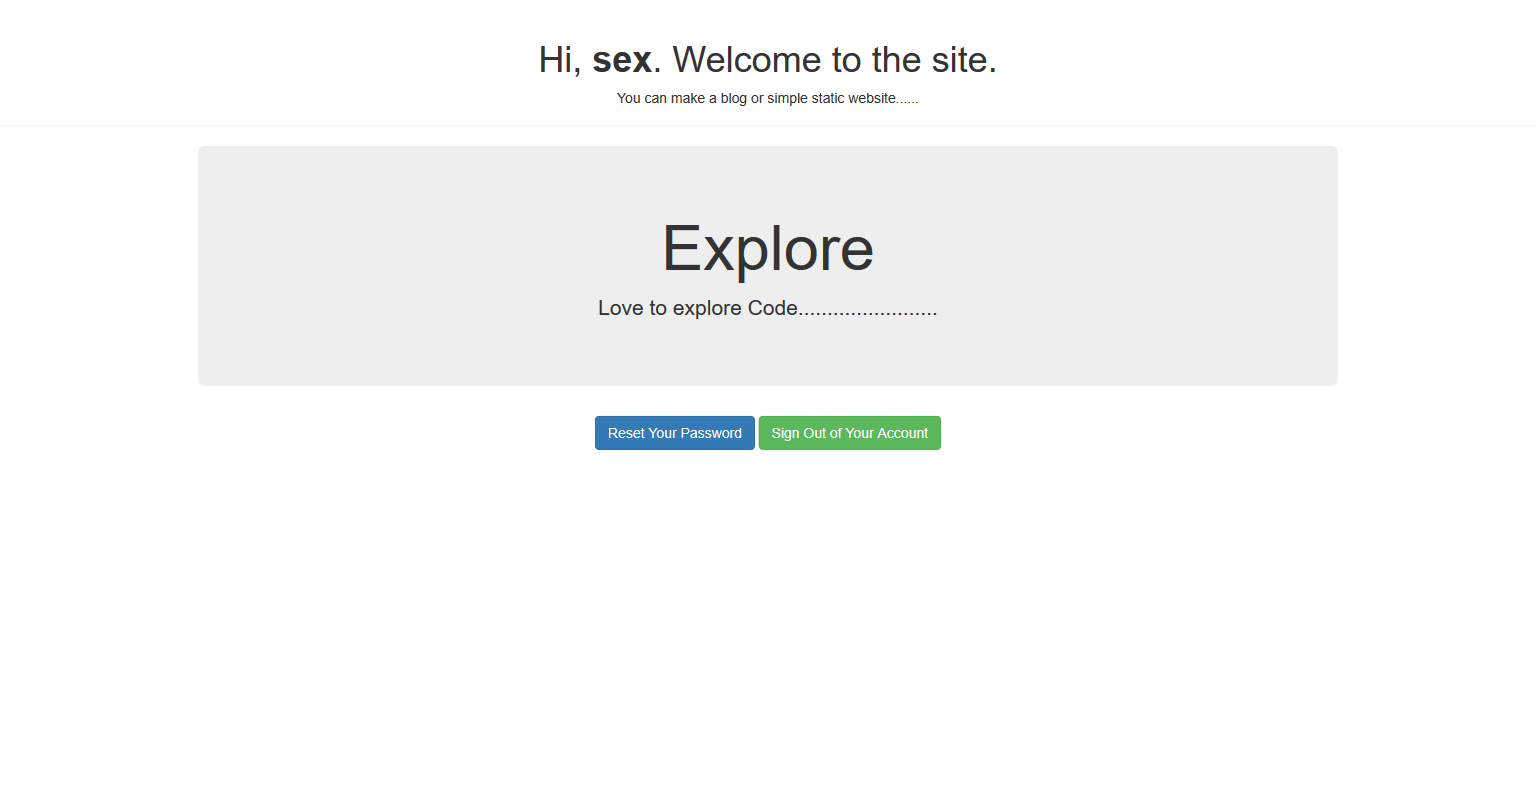 Hi, sex. Welcome to the site.
You can make a blog or simple static website......
Explore
Love to explore Code........................
Reset Your Password
Sign Out of Your Account